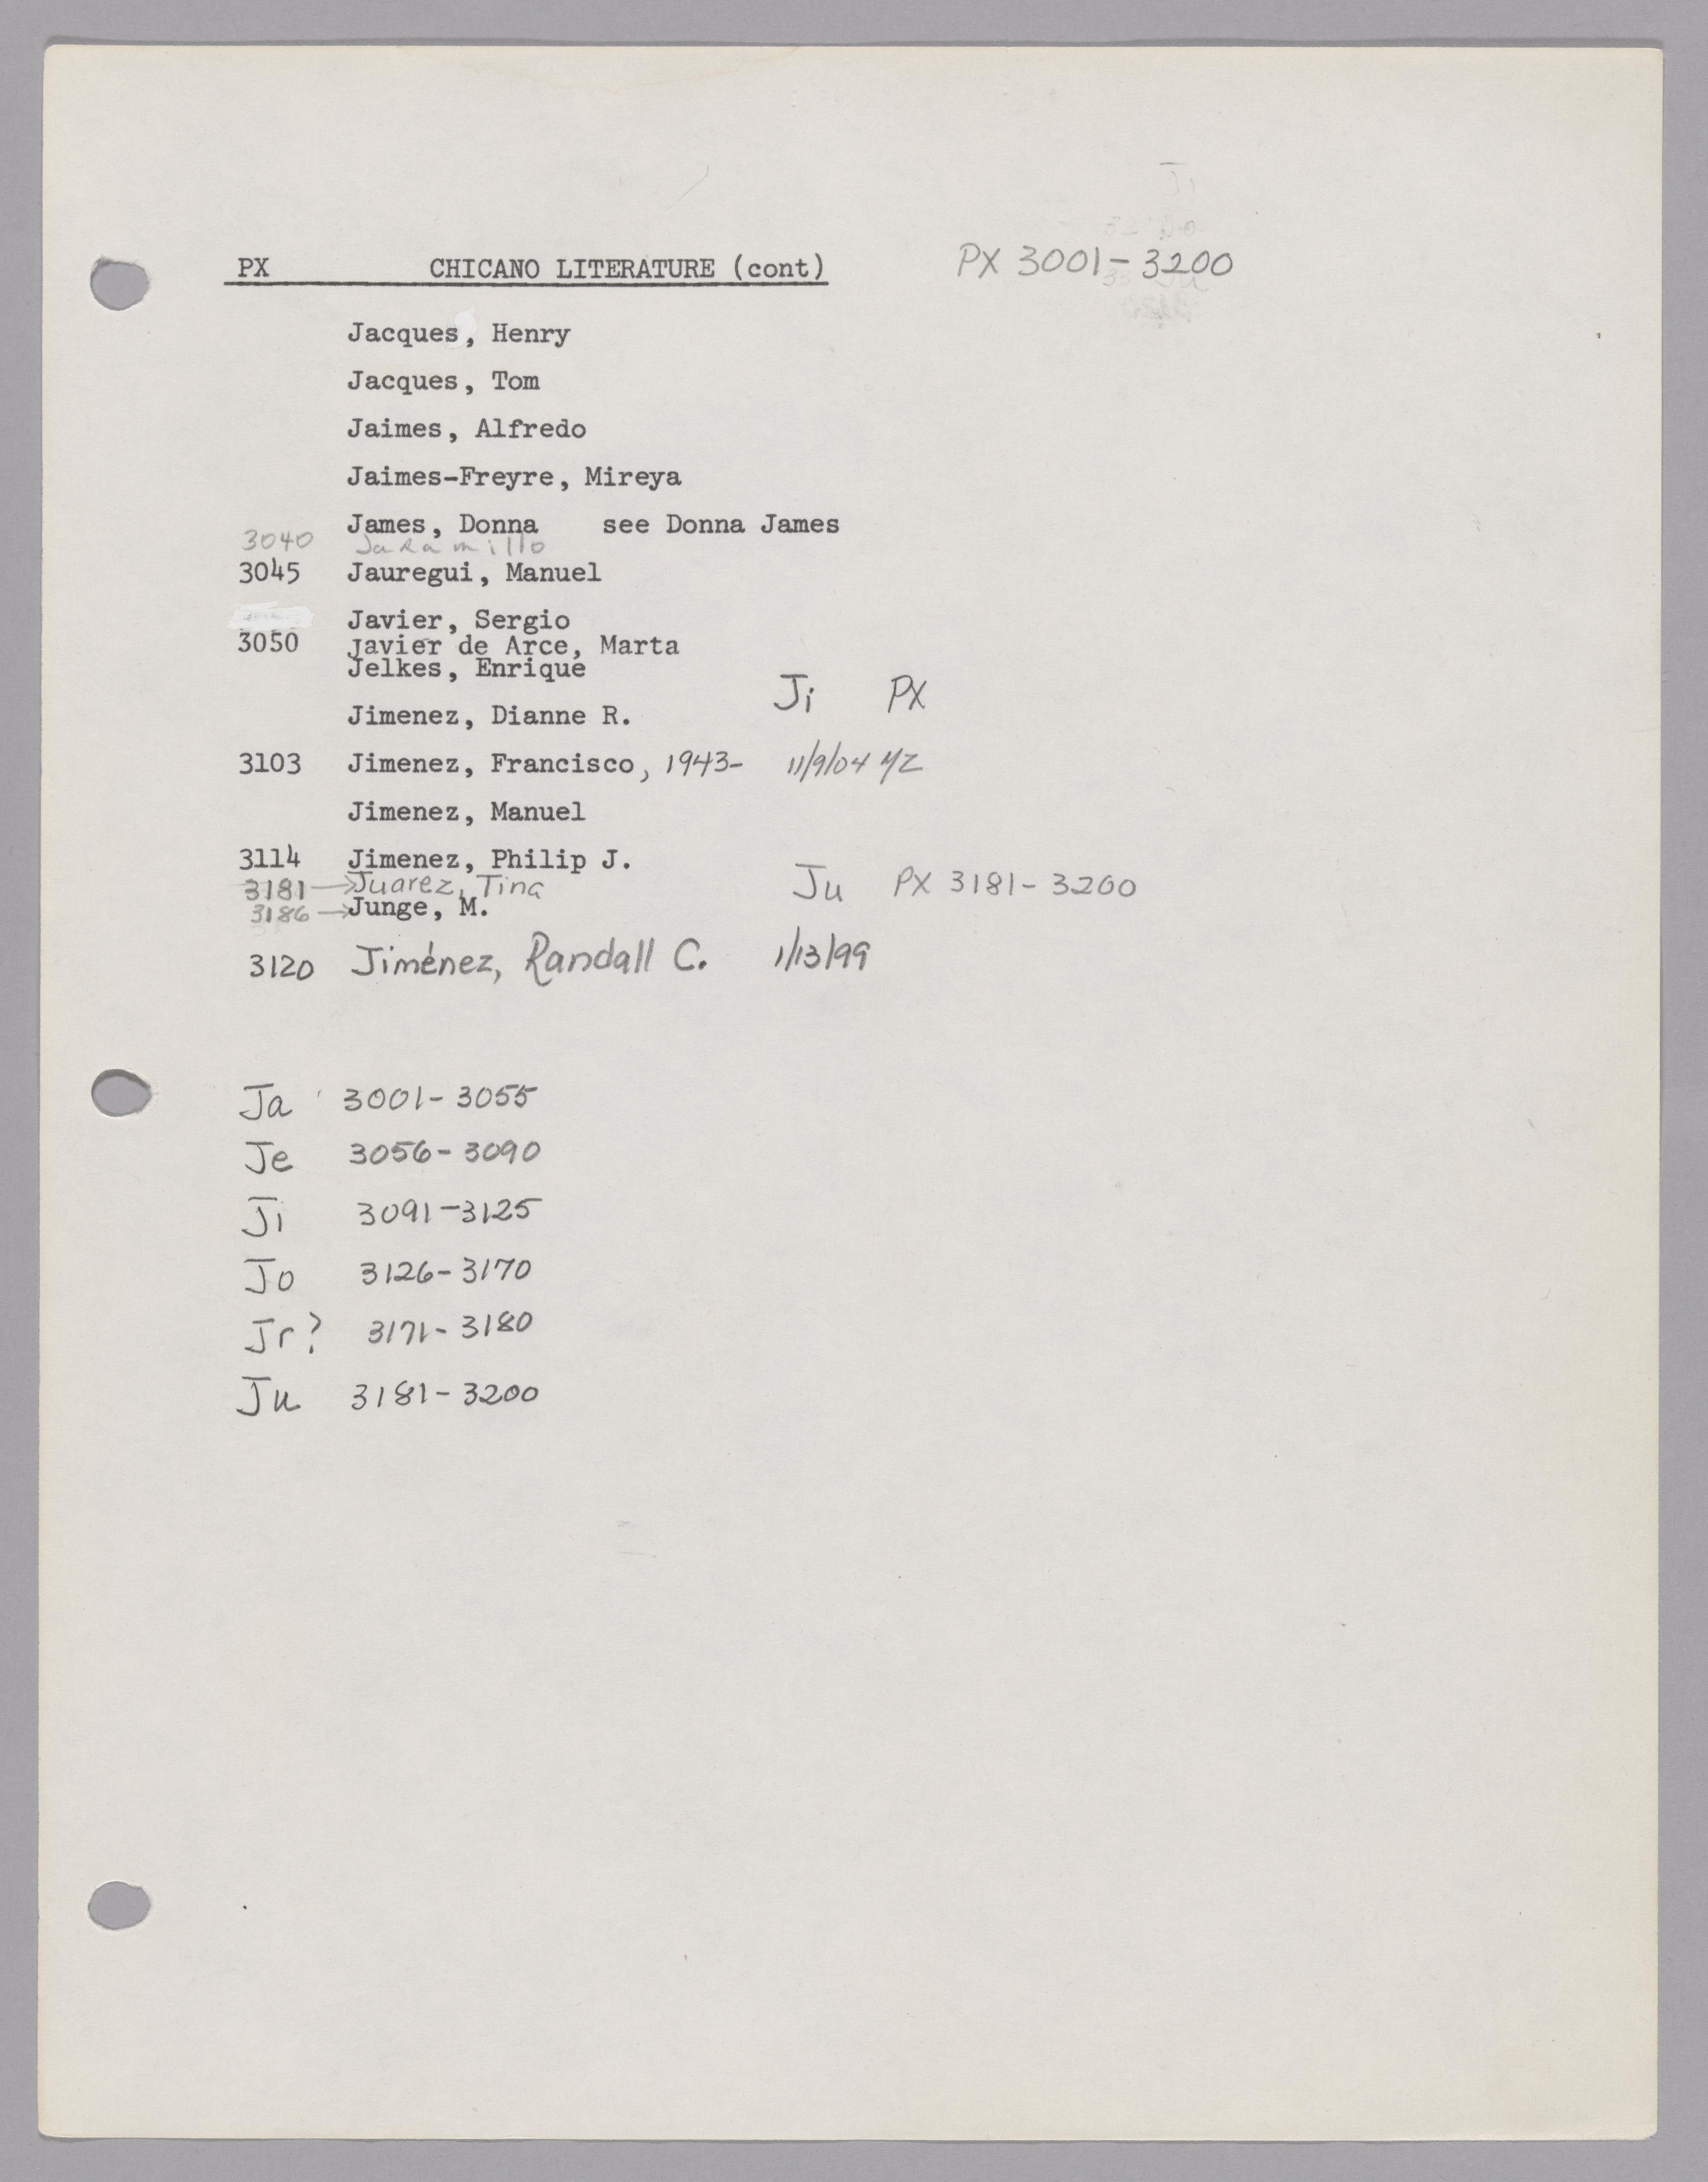 PX CHICANO LITERATURE (cont) PX 3001-3200
Jacques, Henry
Jacques, Tom
Jaimes, Alfredo
Jaimes-Freyre, Mireya
James, Donna see Donna James
3040 Jaramillo
3045 Jauregui, Manuel
Javier, Sergio
3050 Javier de Arce, Marta
Jelkes, Enrique
Ji PX
Jimenez, Dianne R.
3103 Jimenez, Francisco, 1943- 11/9/04 YZ
Jimenez, Manuel
3114 Jimenez, Philip J.
3181 → Juarez, Tina Ju PX 3181-3200
3186 → Junge, M.
3120 Jiménez, Randall C. 1/13/99
Ja 3001-3055
Je 3056-3090
Ji 3091-3125
Jo 3126-3170
Jr? 3171-3180
Ju 3181-3200